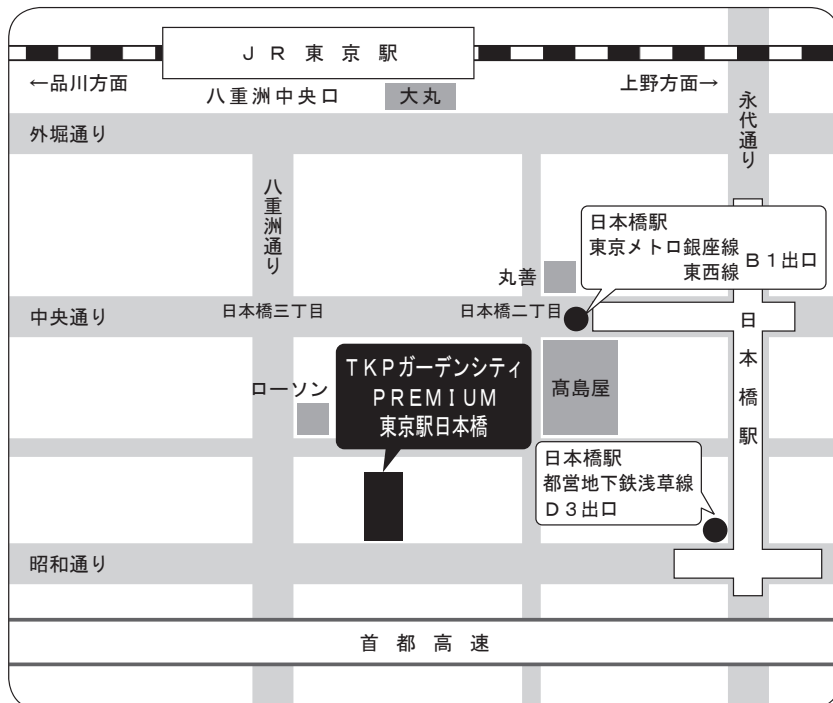 ＪＲ東京駅
←品川方面
八重洲中央口
大丸
上野方面→
永代通り
外堀通り
八重洲通り
日本橋駅
東京メトロ銀座線
東西線
Ｂ１出口
丸善
中央通り
日本橋三丁目
日本橋二丁目
日本橋駅
ＴＫＰガーデンシティ
ＰＲＥＭＩＵＭ
東京駅日本橋
ローソン
髙島屋
日本橋駅
都営地下鉄浅草線
Ｄ３出口
昭和通り
首都高速